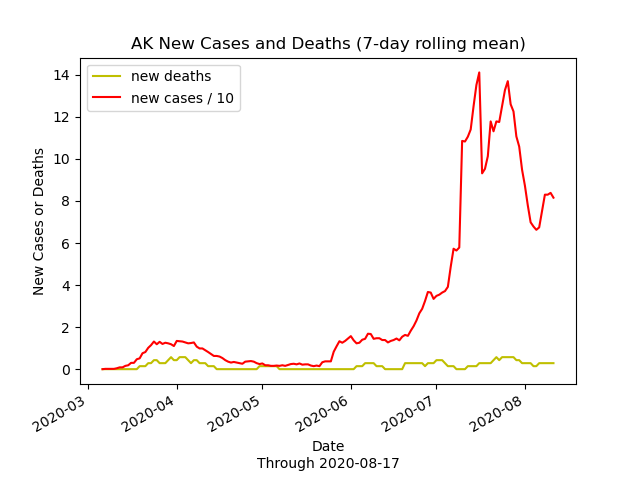 AK New Cases and Deaths (7-day rolling mean)
new deaths
new cases / 10
14
12
10
8
6
4
2
0
New Cases or Deaths
2020-03
2020-04
2020-05
2020-06
2020-07
2020-08
Date
Through 2020-08-17